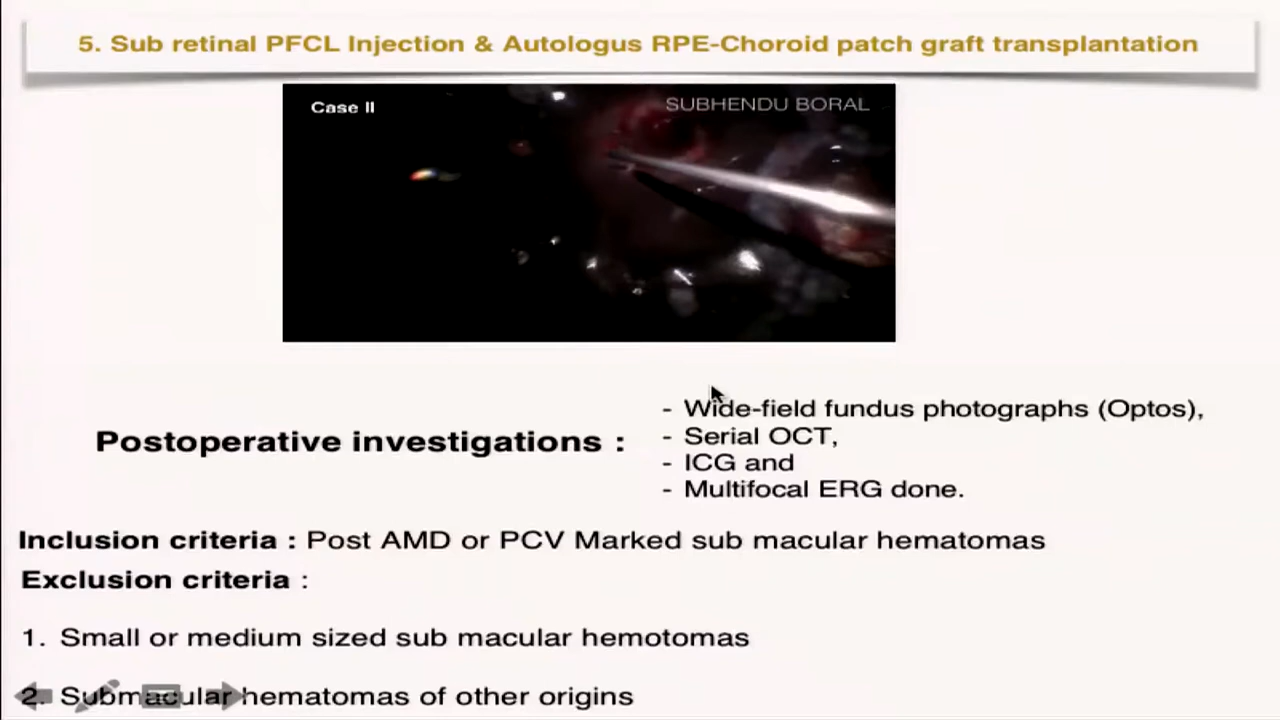 5. Sub retinal PFCL Injection & Autologus RPE-Choroid patch graft transplantation
Case II
SUBHENDU BORAL
Postoperative investigations :
- Wide-field fundus photographs (Optos),
- Serial OCT,
- ICG and
- Multifocal ERG done.
Inclusion criteria : Post AMD or PCV Marked sub macular hematomas
Exclusion criteria :
1. Small or medium sized sub macular hemotomas
2. Submacular hematomas of other origins